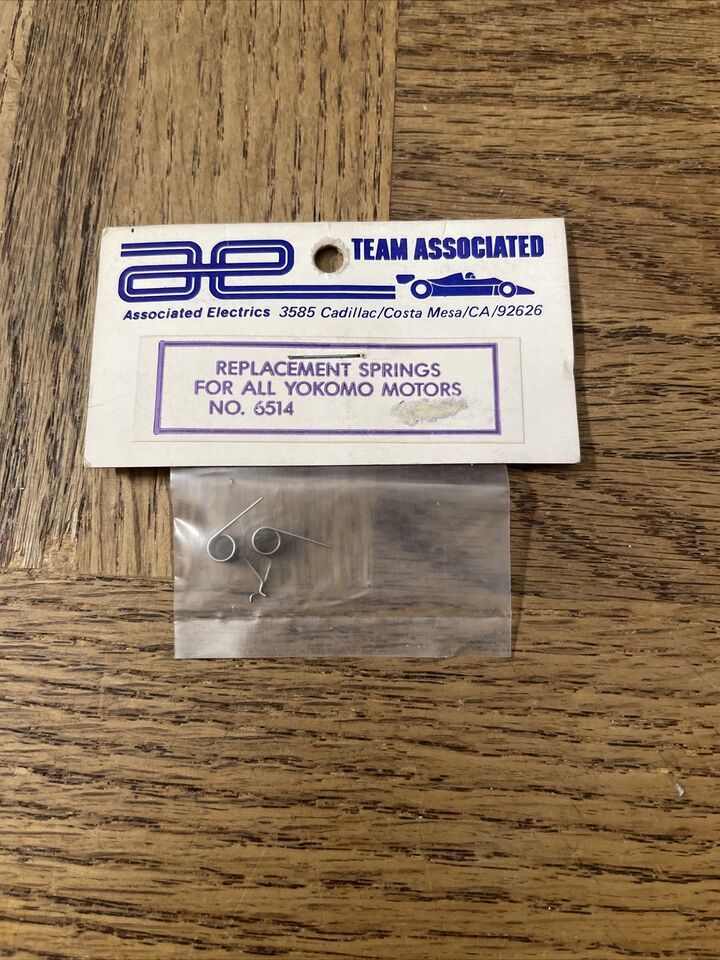 ae
TEAM ASSOCIATED
Associated Electrics 3585 Cadillac/Costa Mesa/CA/92626
REPLACEMENT SPRINGS
FOR ALL YOKOMO MOTORS
NO. 6514